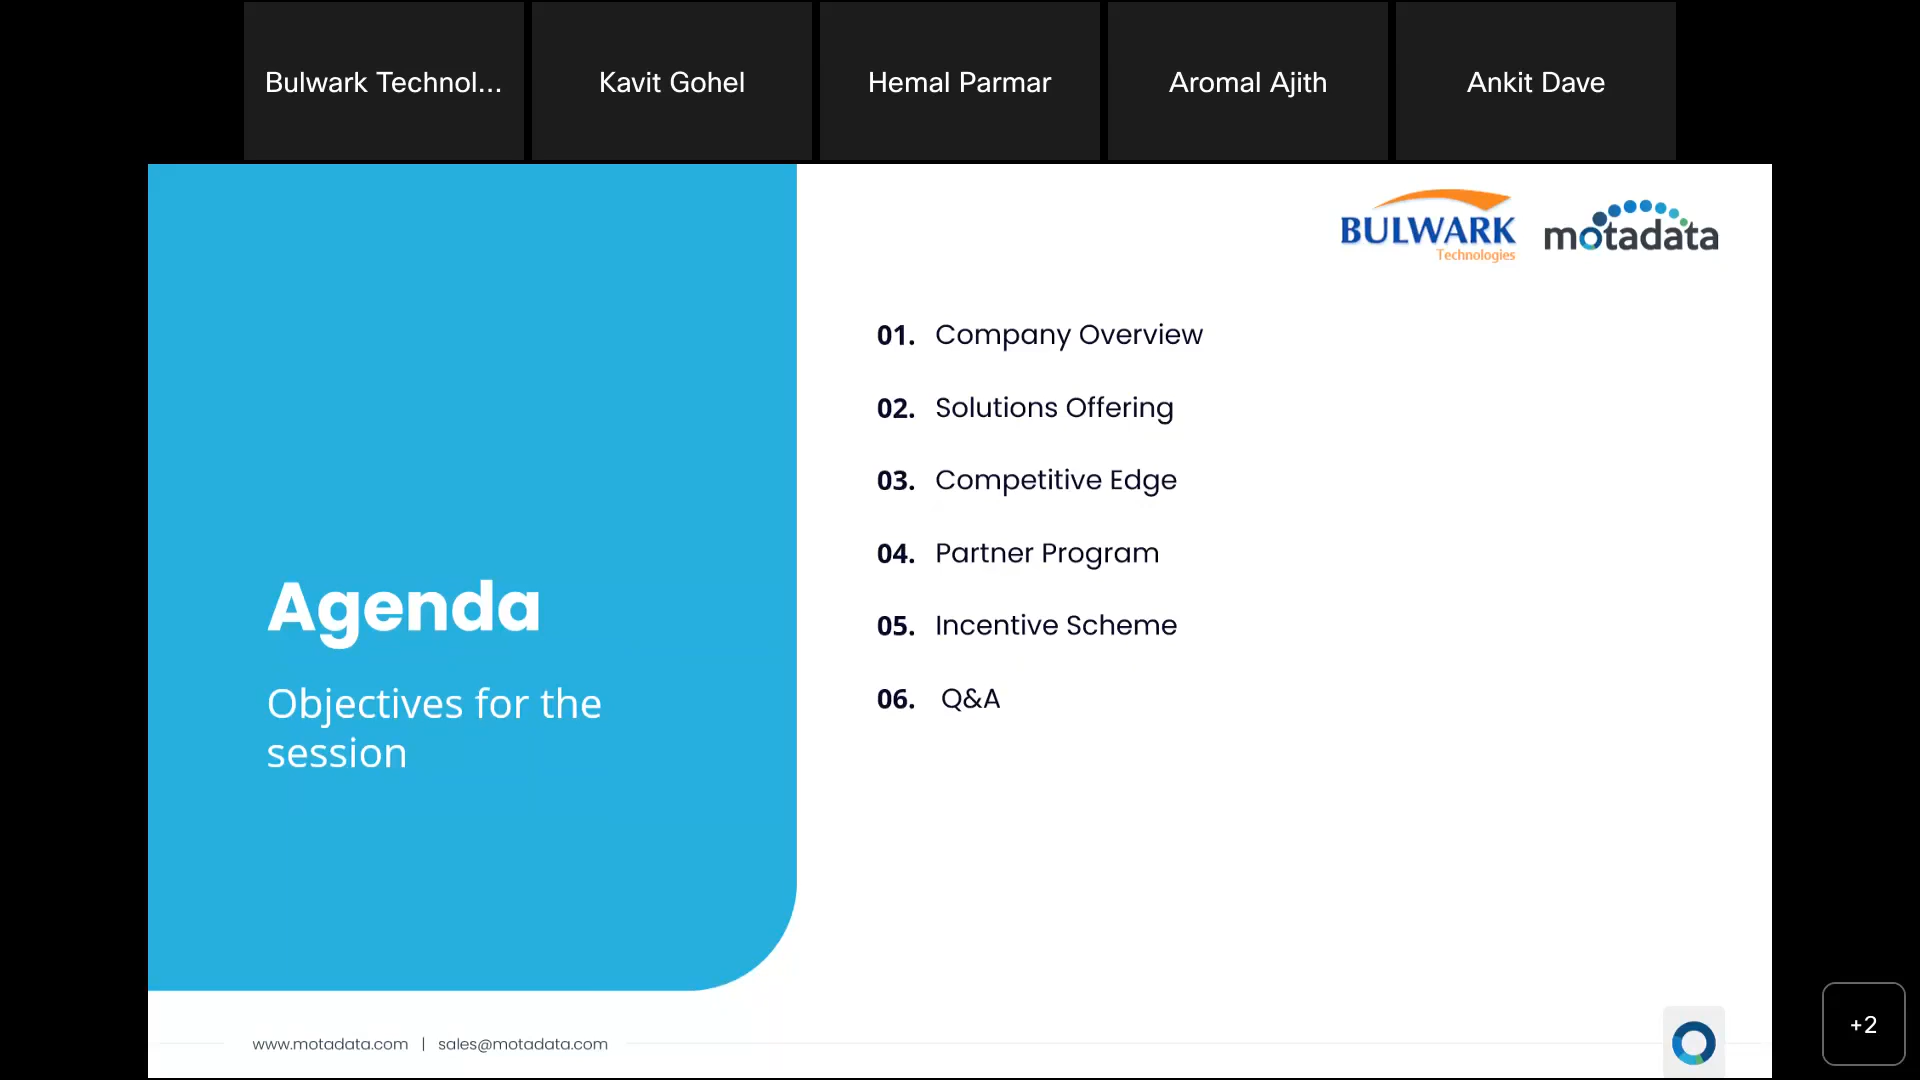 Bulwark Technol...
Kavit Gohel
Hemal Parmar
Aromal Ajith
Ankit Dave
BULWARK
Technologies
motadata
Agenda
Objectives for the
session
01. Company Overview
02. Solutions Offering
03. Competitive Edge
04. Partner Program
05. Incentive Scheme
06. Q&A
www.motadata.com | sales@motadata.com
+2